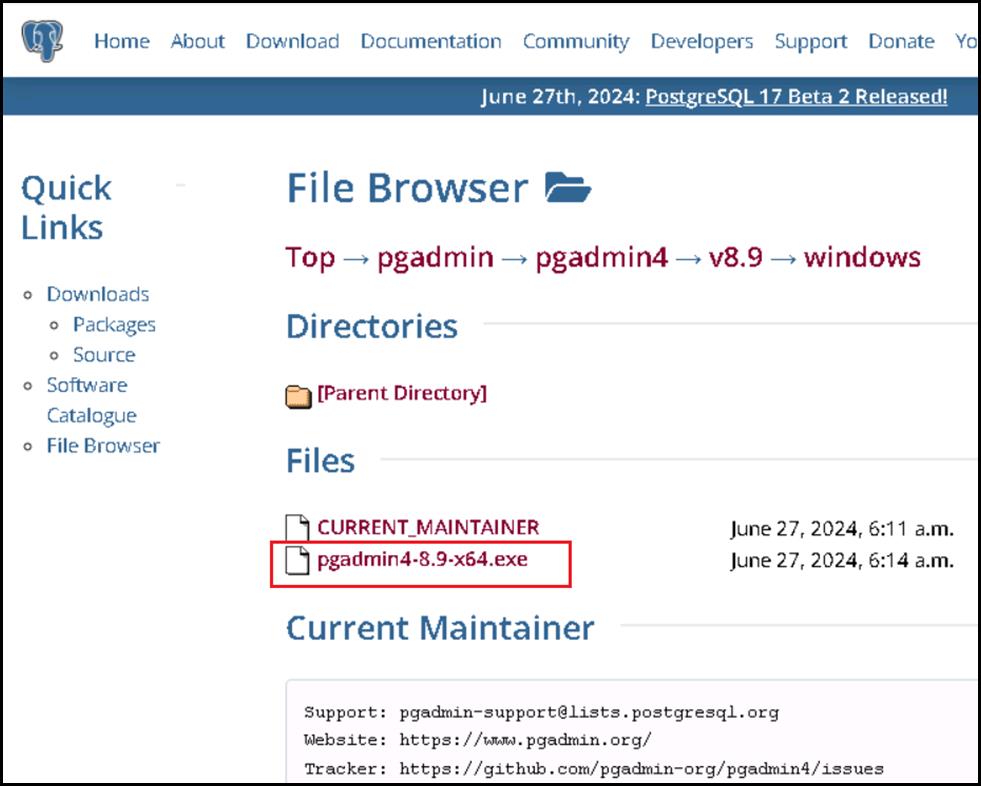 Home About Download Documentation Community Developers Support Donate Yo
June 27th, 2024: PostgreSQL 17 Beta 2 Released!
Quick
Links
Downloads
Packages
Source
Software
Catalogue
File Browser
File Browser
Top → pgadmin → pgadmin4 → v8.9 → windows
Directories
[Parent Directory]
Files
CURRENT_MAINTAINER June 27, 2024, 6:11 a.m.
pgadmin4-8.9-x64.exe June 27, 2024, 6:14 a.m.
Current Maintainer
Support: pgadmin-support@lists.postgresql.org
Website: https://www.pgadmin.org/
Tracker: https://github.com/pgadmin-org/pgadmin4/issues